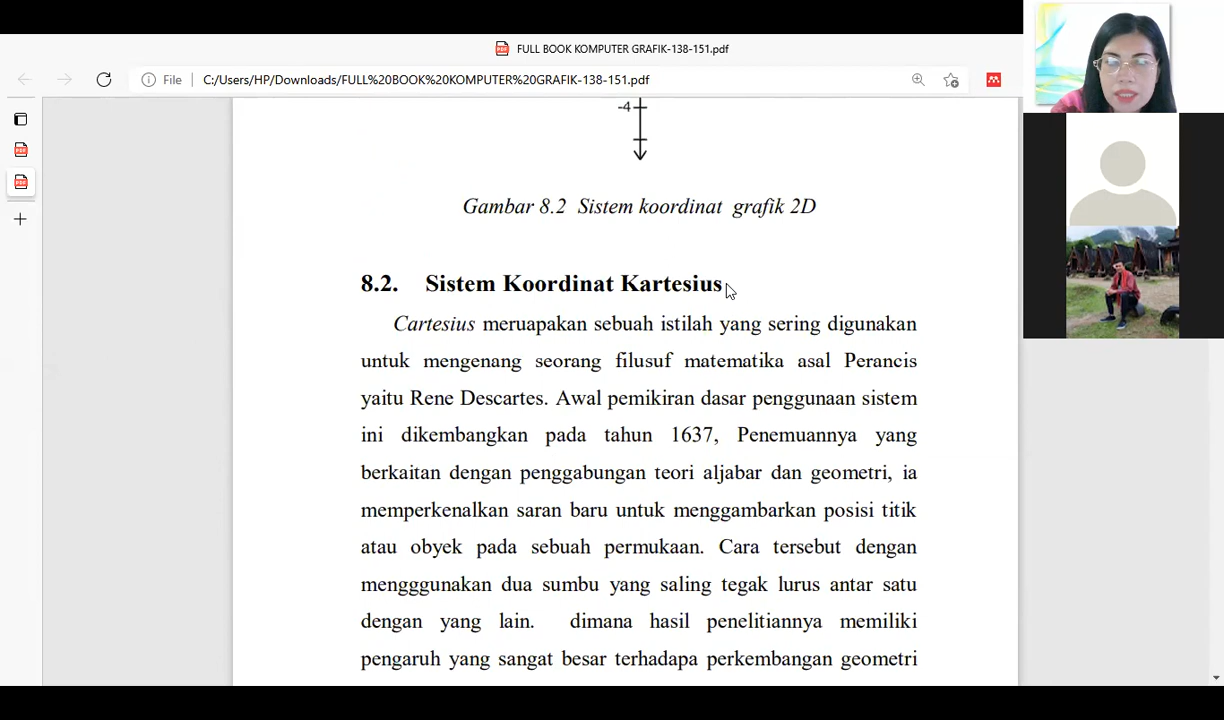 FULL BOOK KOMPUTER GRAFIK-138-151.pdf
File
C:/Users/HP/Downloads/FULL%20BOOK%20KOMPUTER%20GRAFIK-138-151.pdf
-4
Gambar 8.2 Sistem koordinat grafik 2D
8.2. Sistem Koordinat Kartesius
Cartesius meruapakan sebuah istilah yang sering digunakan
untuk mengenang seorang filusuf matematika asal Perancis
yaitu Rene Descartes. Awal pemikiran dasar penggunaan sistem
ini dikembangkan pada tahun 1637, Penemuannya yang
berkaitan dengan penggabungan teori aljabar dan geometri, ia
memperkenalkan saran baru untuk menggambarkan posisi titik
atau obyek pada sebuah permukaan. Cara tersebut dengan
mengggunakan dua sumbu yang saling tegak lurus antar satu
dengan yang lain. dimana hasil penelitiannya memiliki
pengaruh yang sangat besar terhadapa perkembangan geometri